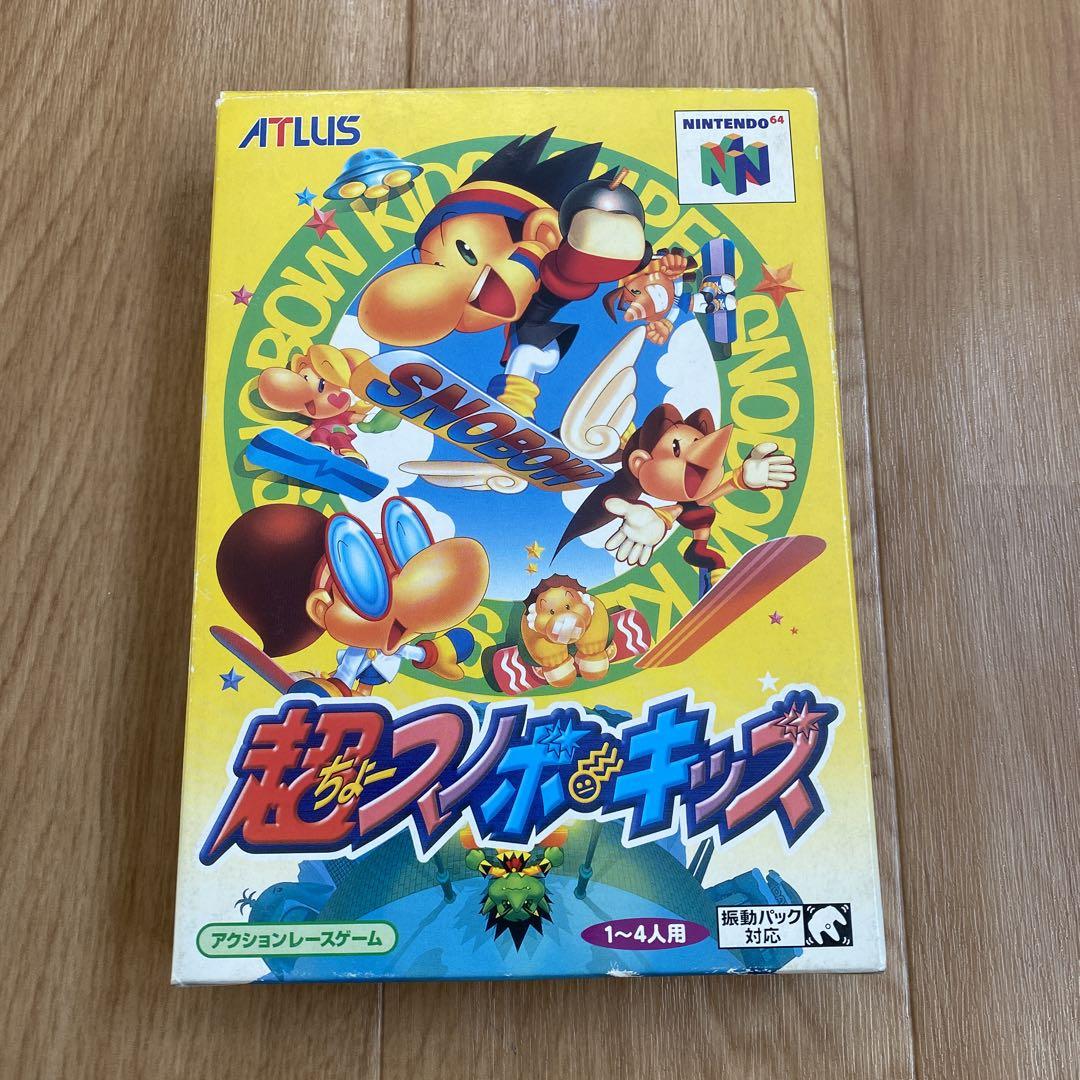 ATLUS
NINTENDO64
SNOBOW KIDS SUPER SNOBOW KIDS
SNOBOW
超スノボーキッズ
ちょー
アクションレースゲーム
1〜4人用
振動パック
対応